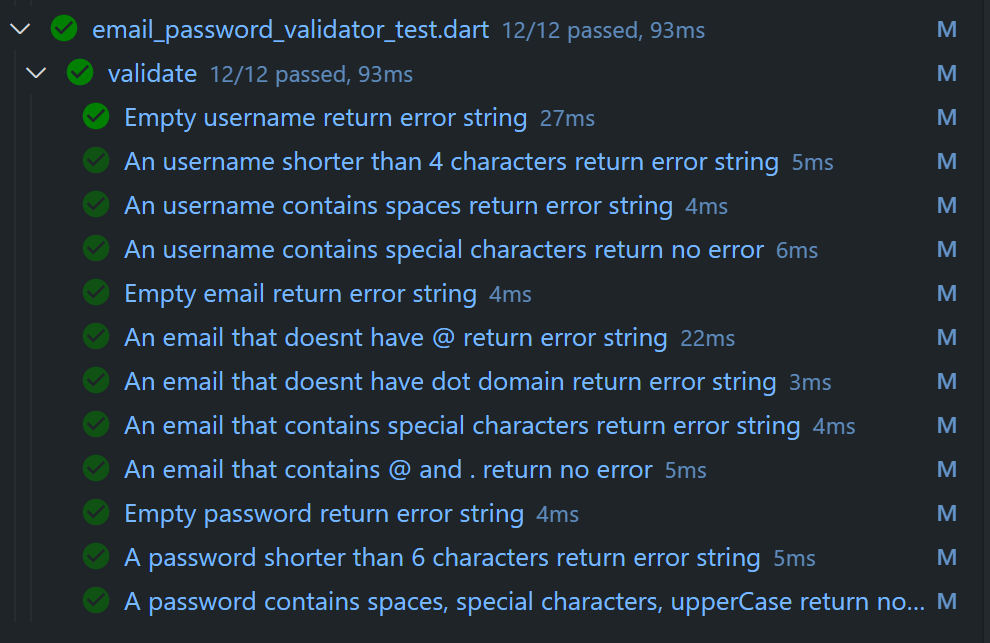 email_password_validator_test.dart 12/12 passed, 93ms M
validate 12/12 passed, 93ms M
Empty username return error string 27ms M
An username shorter than 4 characters return error string 5ms M
An username contains spaces return error string 4ms M
An username contains special characters return no error 6ms M
Empty email return error string 4ms M
An email that doesnt have @ return error string 22ms M
An email that doesnt have dot domain return error string 3ms M
An email that contains special characters return error string 4ms M
An email that contains @ and . return no error 5ms M
Empty password return error string 4ms M
A password shorter than 6 characters return error string 5ms M
A password contains spaces, special characters, upperCase return no... M